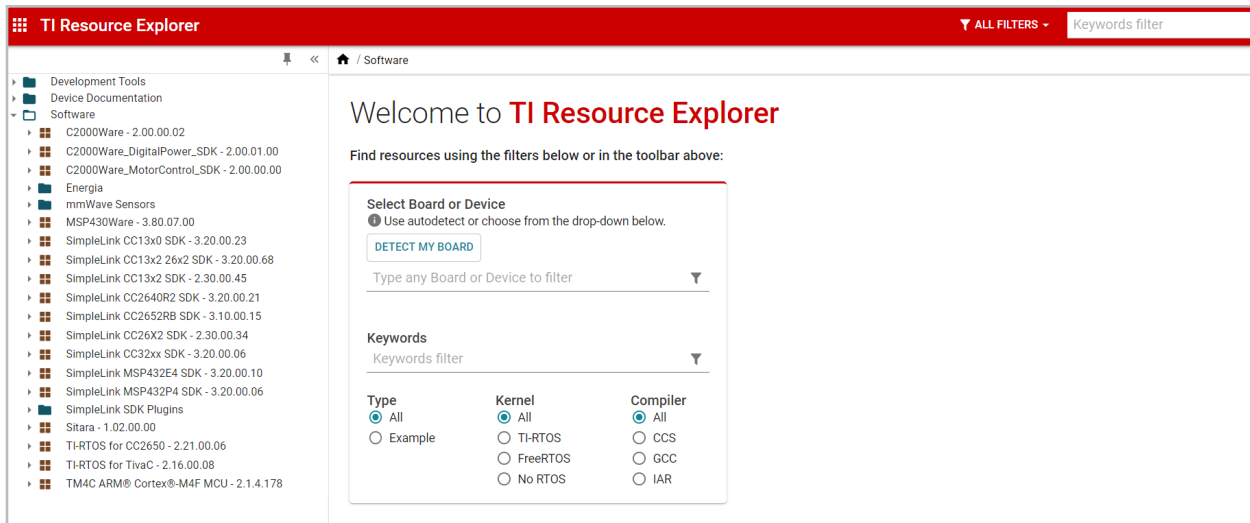 TI Resource Explorer
ALL FILTERS
Keywords filter
/ Software
Development Tools
Device Documentation
Software
C2000Ware - 2.00.00.02
C2000Ware_DigitalPower_SDK - 2.00.01.00
C2000Ware_MotorControl_SDK - 2.00.00.00
Energia
mmWave Sensors
MSP430Ware - 3.80.07.00
SimpleLink CC13x0 SDK - 3.20.00.23
SimpleLink CC13x2 26x2 SDK - 3.20.00.68
SimpleLink CC13x2 SDK - 2.30.00.45
SimpleLink CC2640R2 SDK - 3.20.00.21
SimpleLink CC2652RB SDK - 3.10.00.15
SimpleLink CC26X2 SDK - 2.30.00.34
SimpleLink CC32xx SDK - 3.20.00.06
SimpleLink MSP432E4 SDK - 3.20.00.10
SimpleLink MSP432P4 SDK - 3.20.00.06
SimpleLink SDK Plugins
Sitara - 1.02.00.00
TI-RTOS for CC2650 - 2.21.00.06
TI-RTOS for TivaC - 2.16.00.08
TM4C ARM® Cortex®-M4F MCU - 2.1.4.178
Welcome to TI Resource Explorer
Find resources using the filters below or in the toolbar above:
Select Board or Device
Use autodetect or choose from the drop-down below.
DETECT MY BOARD
Type any Board or Device to filter
Keywords
Keywords filter
Type
All
Example
Kernel
All
TI-RTOS
FreeRTOS
No RTOS
Compiler
All
CCS
GCC
IAR